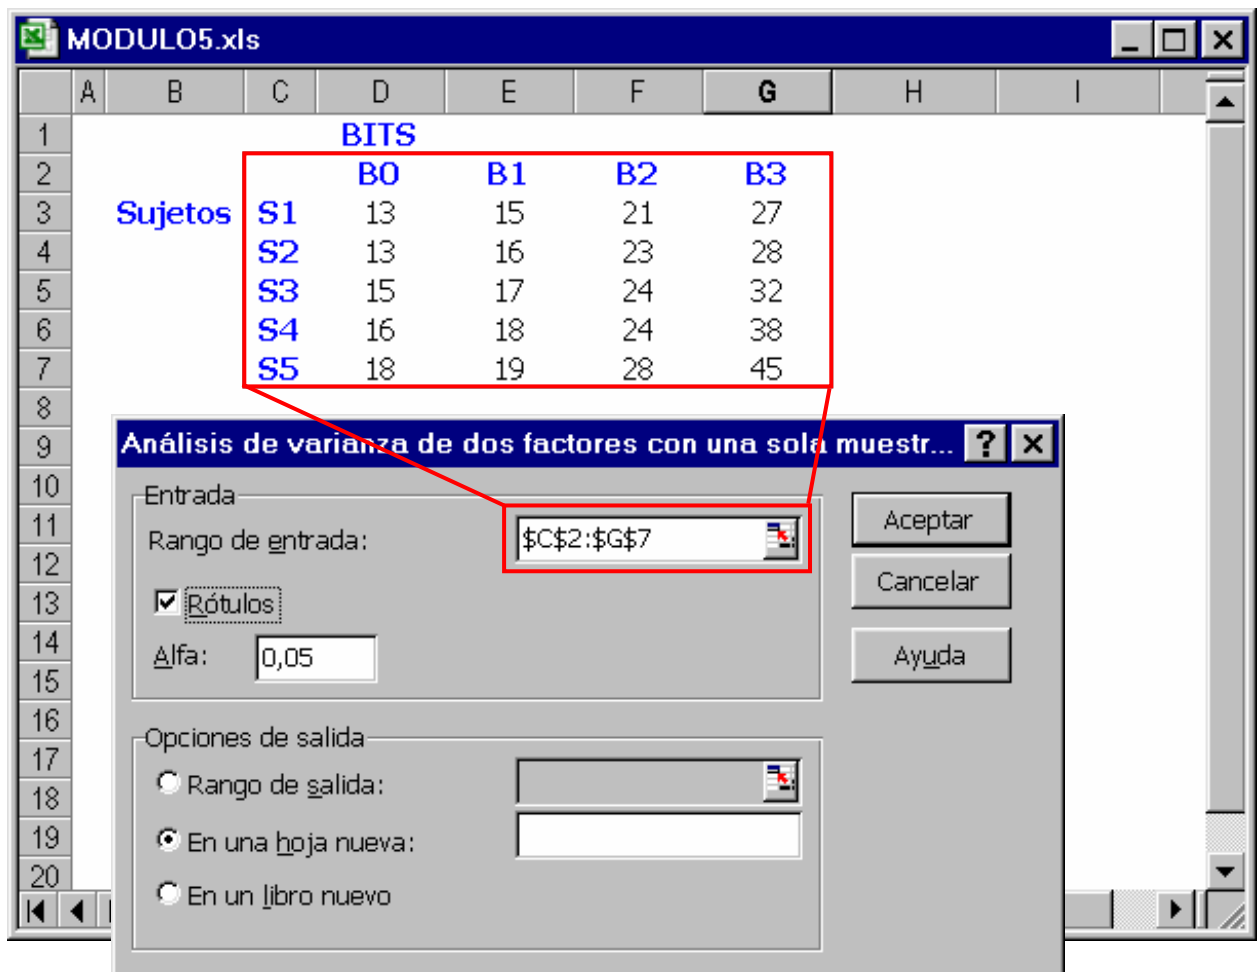 MODULO5.xls
A B C D E F G H I
1 BITS
2 B0 B1 B2 B3
3 Sujetos S1 13 15 21 27
4 S2 13 16 23 28
5 S3 15 17 24 32
6 S4 16 18 24 38
7 S5 18 19 28 45
8
9 Análisis de varianza de dos factores con una sola muestr... ?
10 Entrada
11 Rango de entrada: $C$2:$G$7 Aceptar
12
13 Rótulos Cancelar
14 Alfa: 0,05 Ayuda
15
16 Opciones de salida
17
18 Rango de salida:
19 En una hoja nueva:
20 En un libro nuevo